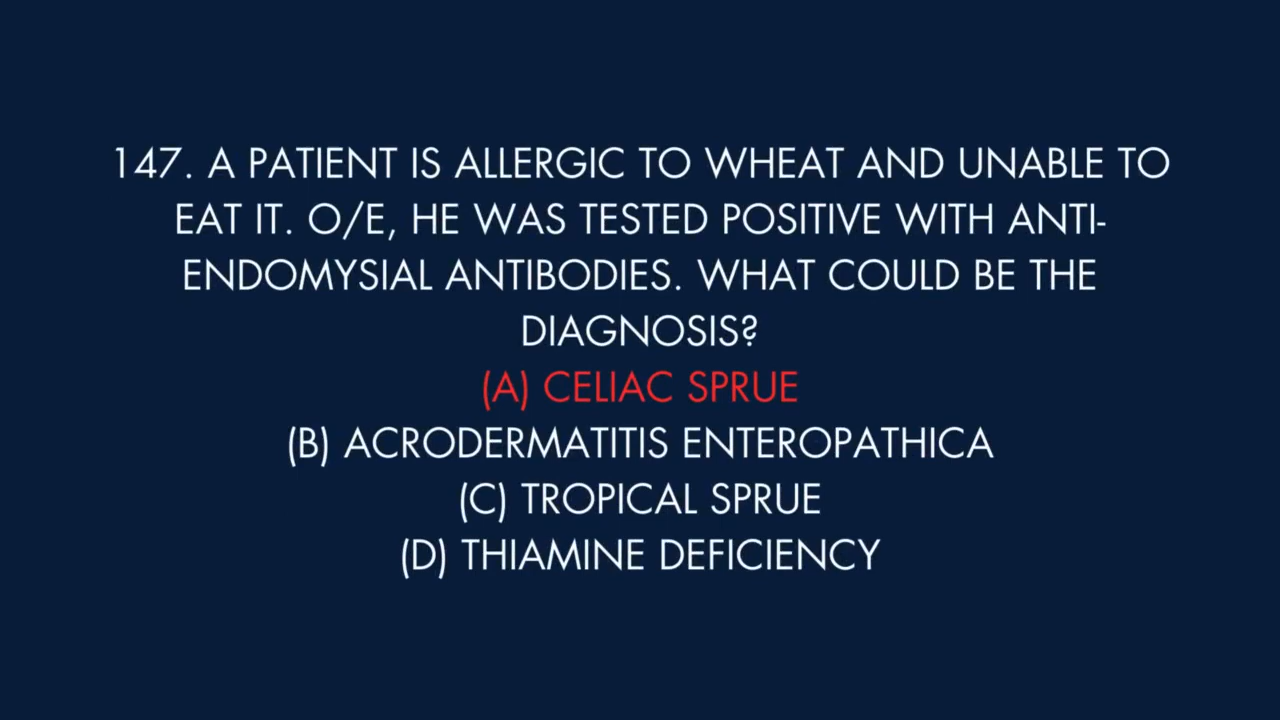 147. A PATIENT IS ALLERGIC TO WHEAT AND UNABLE TO
EAT IT. O/E, HE WAS TESTED POSITIVE WITH ANTI-
ENDOMYSIAL ANTIBODIES. WHAT COULD BE THE
DIAGNOSIS?
(A) CELIAC SPRUE
(B) ACRODERMATITIS ENTEROPATHICA
(C) TROPICAL SPRUE
(D) THIAMINE DEFICIENCY